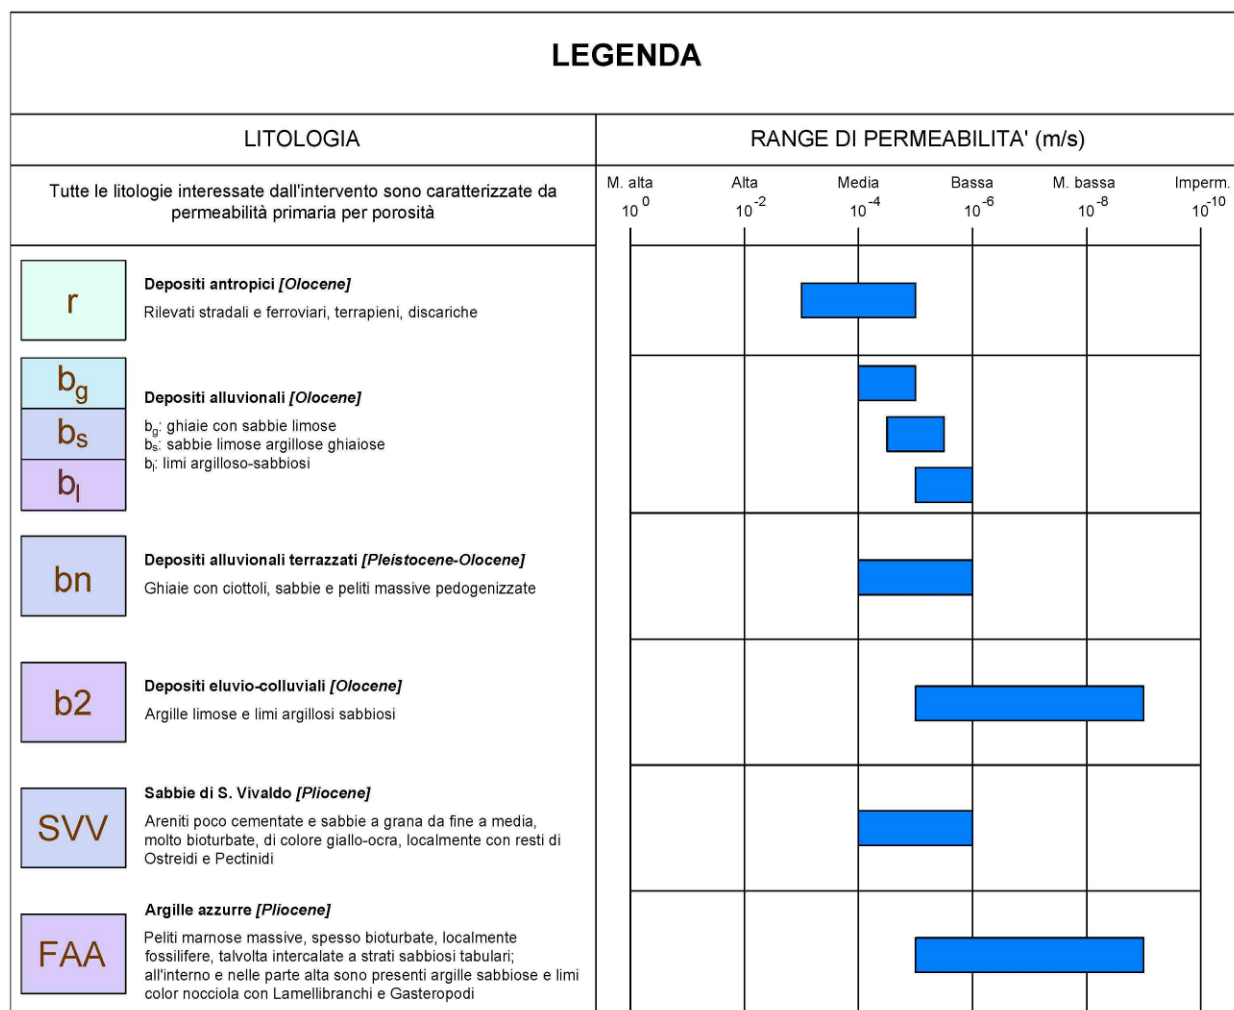 LEGENDA
LITOLOGIA
RANGE DI PERMEABILITA' (m/s)
Tutte le litologie interessate dall'intervento sono caratterizzate da
permeabilità primaria per porosità
M. alta Alta Media Bassa M. bassa Imperm.
10^0 10^-2 10^-4 10^-6 10^-8 10^-10
r
Depositi antropici [Olocene]
Rilevati stradali e ferroviari, terrapieni, discariche
b_g
b_s
b_l
Depositi alluvionali [Olocene]
b_g: ghiaie con sabbie limose
b_s: sabbie limose argillose ghiaiose
b_l: limi argilloso-sabbiosi
bn
Depositi alluvionali terrazzati [Pleistocene-Olocene]
Ghiaie con ciottoli, sabbie e peliti massive pedogenizzate
b2
Depositi eluvio-colluviali [Olocene]
Argille limose e limi argillosi sabbiosi
SVV
Sabbie di S. Vivaldo [Pliocene]
Areniti poco cementate e sabbie a grana da fine a media,
molto bioturbate, di colore giallo-ocra, localmente con resti di
Ostreidi e Pectinidi
FAA
Argille azzurre [Pliocene]
Peliti marnose massive, spesso bioturbate, localmente
fossilifere, talvolta intercalate a strati sabbiosi tabulari;
all'interno e nelle parte alta sono presenti argille sabbiose e limi
color nocciola con Lamellibranchi e Gasteropodi